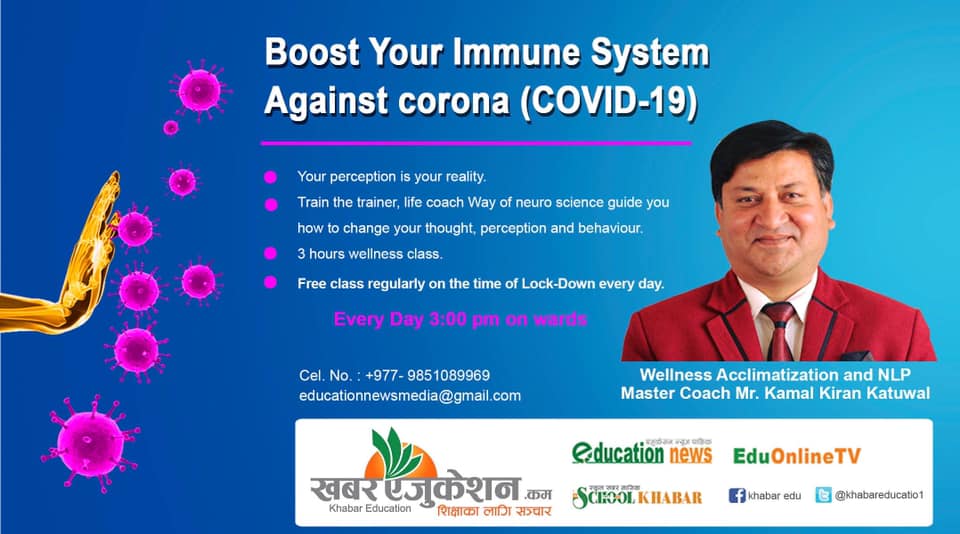 Boost Your Immune System
Against corona (COVID-19)
Your perception is your reality.
Train the trainer, life coach Way of neuro science guide you
how to change your thought, perception and behaviour.
3 hours wellness class.
Free class regularly on the time of Lock-Down every day.
Every Day 3:00 pm on wards
Cel. No. : +977- 9851089969
educationnewsmedia@gmail.com
Wellness Acclimatization and NLP
Master Coach Mr. Kamal Kiran Katuwal
खबर एजुकेशन.कम
Khabar Education
शिक्षाका लागि सञ्चार
एजुकेसन न्यूज पाक्षिक
education news
EduOnlineTV
स्कुल खबर मासिक
SCHOOL KHABAR
khabar edu
@khabareducatio1